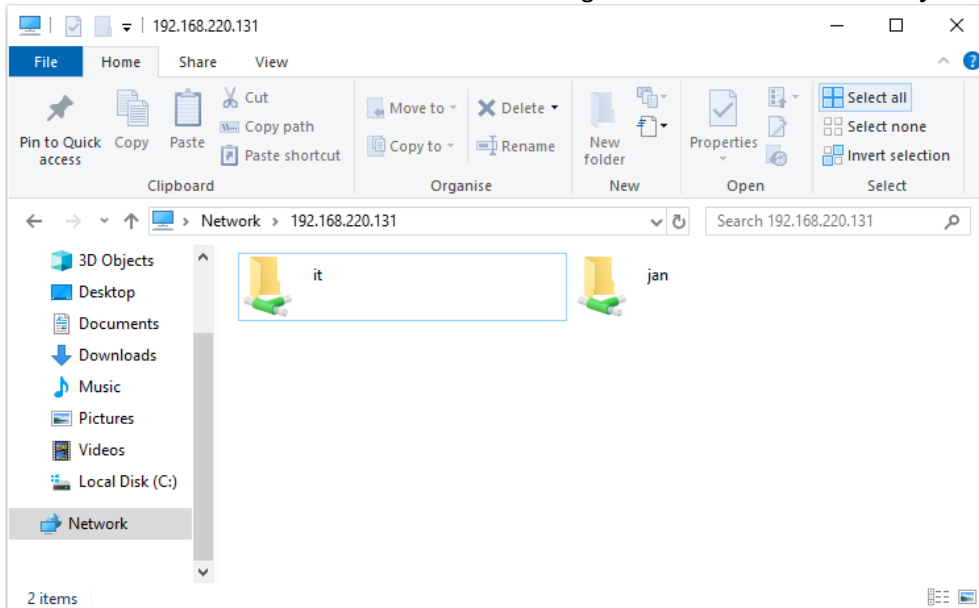 192.168.220.131
File Home Share View
Pin to Quick access
Copy
Paste
Cut
Copy path
Paste shortcut
Clipboard
Move to
Copy to
Delete
Rename
Organise
New folder
New
Properties
Open
Select all
Select none
Invert selection
Select
Network > 192.168.220.131
Search 192.168.220.131
3D Objects
Desktop
Documents
Downloads
Music
Pictures
Videos
Local Disk (C:)
Network
it
jan
2 items